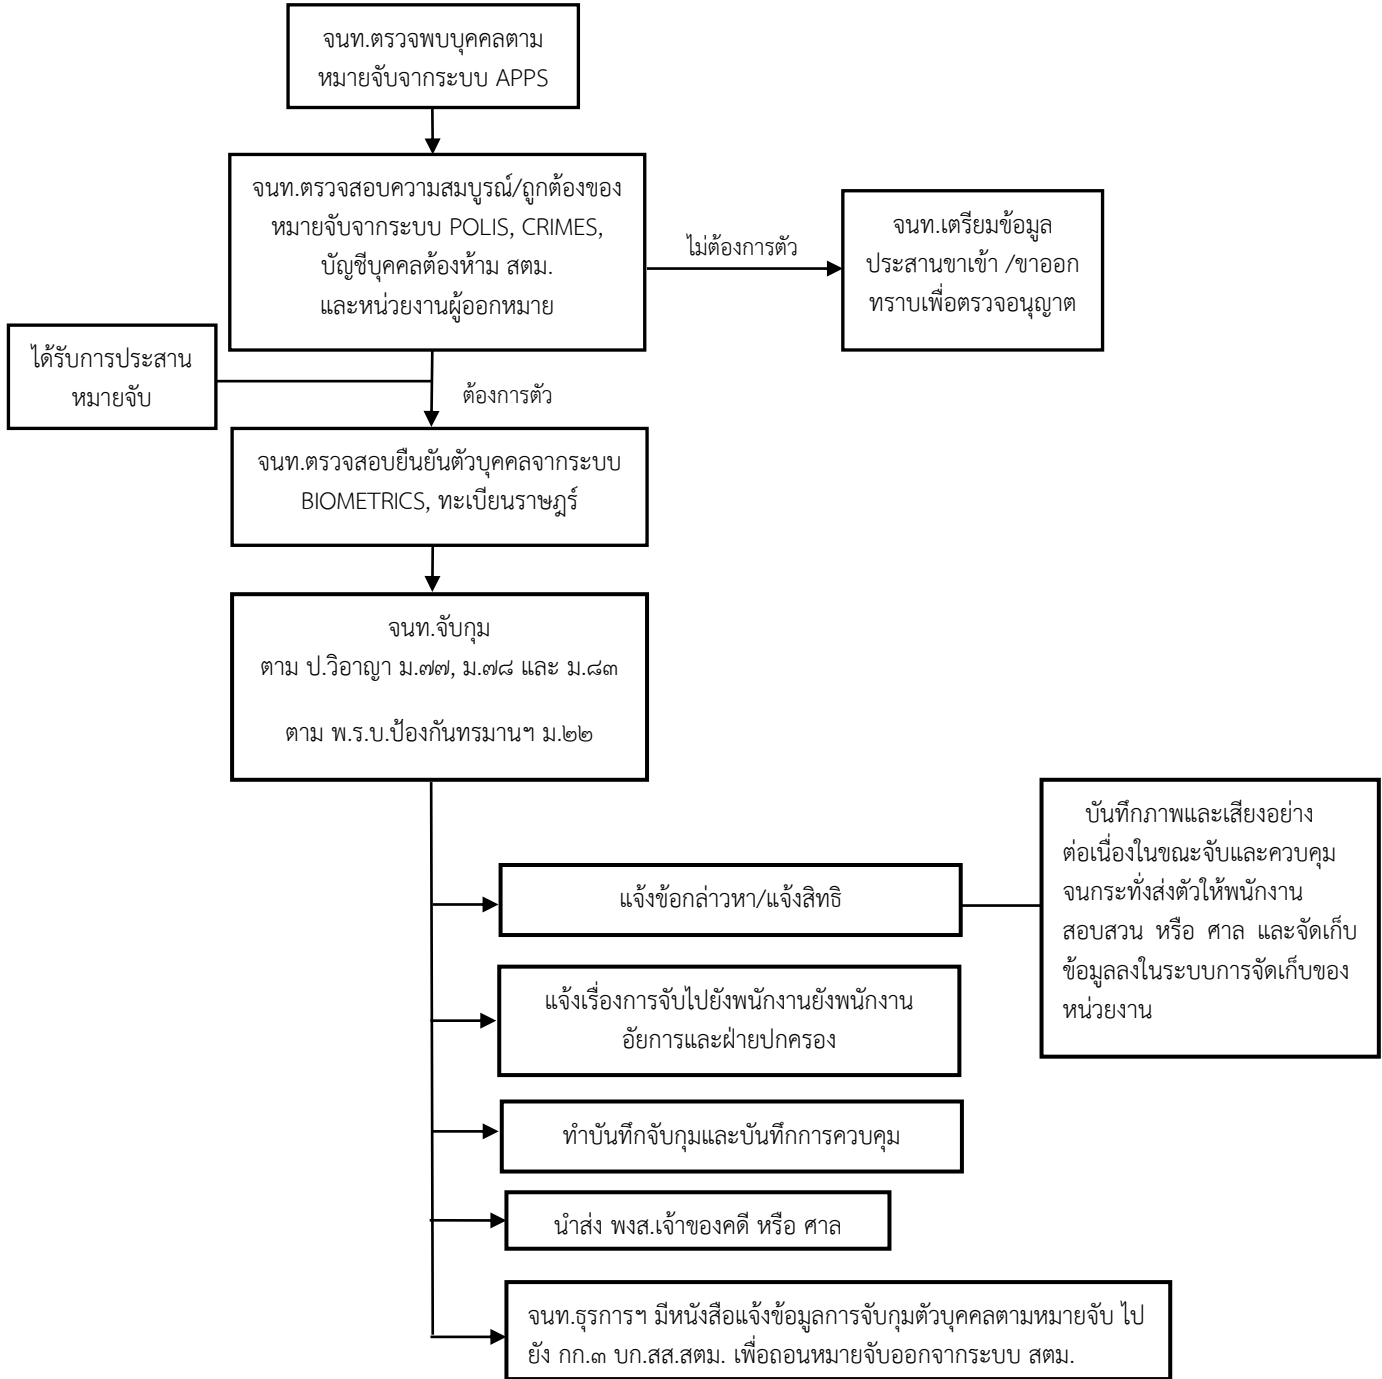 จนท.ตรวจพบบุคคลตาม
หมายจับจากระบบ APPS
จนท.ตรวจสอบความสมบูรณ์/ถูกต้องของ
หมายจับจากระบบ POLIS, CRIMES,
บัญชีบุคคลต้องห้าม สตม.
และหน่วยงานผู้ออกหมาย
ไม่ต้องการตัว
จนท.เตรียมข้อมูล
ประสานขาเข้า /ขาออก
ทราบเพื่อตรวจอนุญาต
ได้รับการประสาน
หมายจับ
ต้องการตัว
จนท.ตรวจสอบยืนยันตัวบุคคลจากระบบ
BIOMETRICS, ทะเบียนราษฎร์
จนท.จับกุม
ตาม ป.วิอาญา ม.๗๗, ม.๗๘ และ ม.๘๓
ตาม พ.ร.บ.ป้องกันทรมานฯ ม.๒๒
แจ้งข้อกล่าวหา/แจ้งสิทธิ
บันทึกภาพและเสียงอย่าง
ต่อเนื่องในขณะจับและควบคุม
จนกระทั่งส่งตัวให้พนักงาน
สอบสวน หรือ ศาล และจัดเก็บ
ข้อมูลลงในระบบการจัดเก็บของ
หน่วยงาน
แจ้งเรื่องการจับไปยังพนักงานยังพนักงาน
อัยการและฝ่ายปกครอง
ทำบันทึกจับกุมและบันทึกการควบคุม
นำส่ง พงส.เจ้าของคดี หรือ ศาล
จนท.ธุรการฯ มีหนังสือแจ้งข้อมูลการจับกุมตัวบุคคลตามหมายจับ ไป
ยัง กก.๓ บก.สส.สตม. เพื่อถอนหมายจับออกจากระบบ สตม.